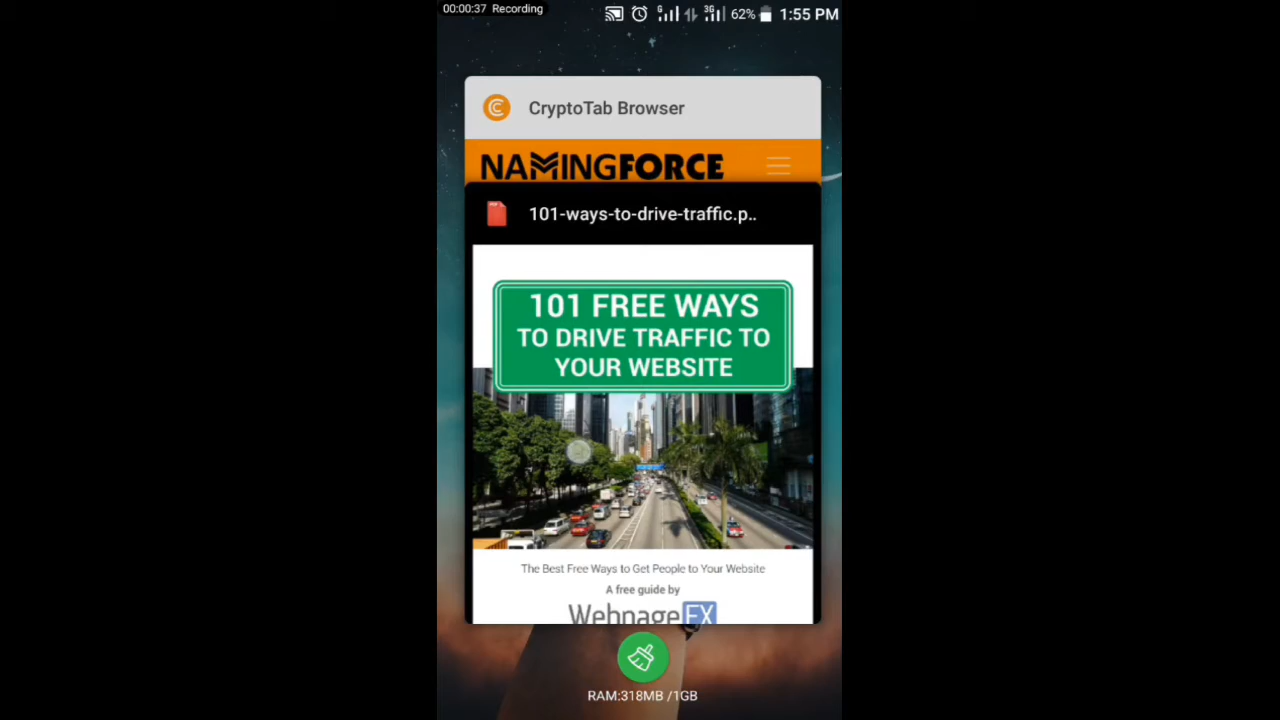 00:00:37 Recording
G 3G 62% 1:55 PM
CryptoTab Browser
NAMINGFORCE
101-ways-to-drive-traffic.p..
101 FREE WAYS
TO DRIVE TRAFFIC TO
YOUR WEBSITE
The Best Free Ways to Get People to Your Website
A free guide by
WebpageFX
RAM:318MB /1GB